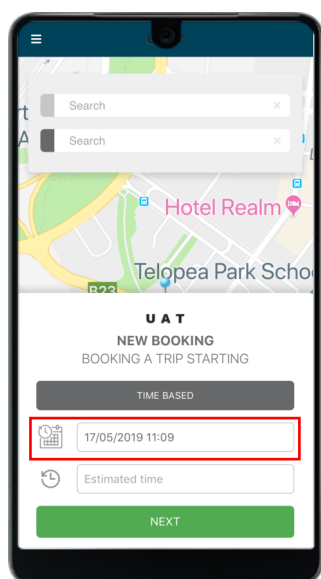 Search
Search
Hotel Realm
Telopea Park Schoo
B23
UAT
NEW BOOKING
BOOKING A TRIP STARTING
TIME BASED
17/05/2019 11:09
Estimated time
NEXT